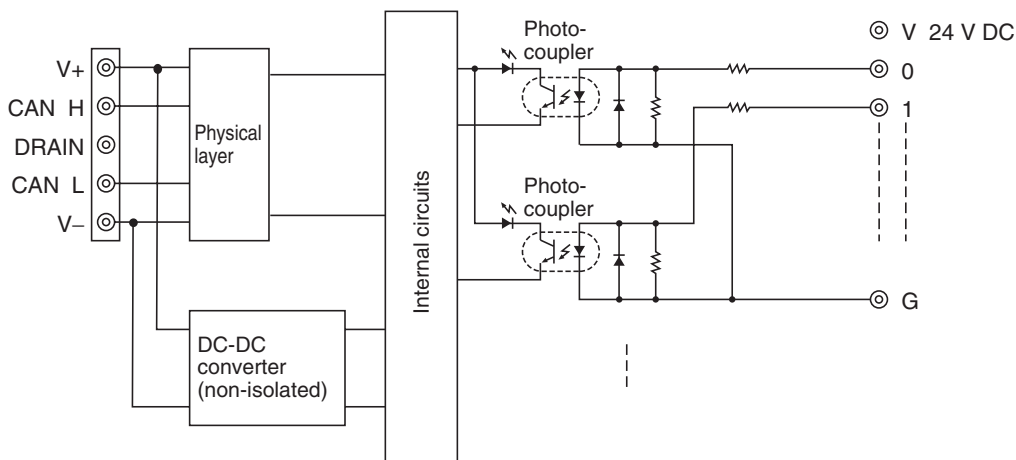 V+
CAN H
DRAIN
CAN L
V–
Physical
layer
DC-DC
converter
(non-isolated)
Internal circuits
Photo-
coupler
Photo-
coupler
V 24 V DC
0
1
G